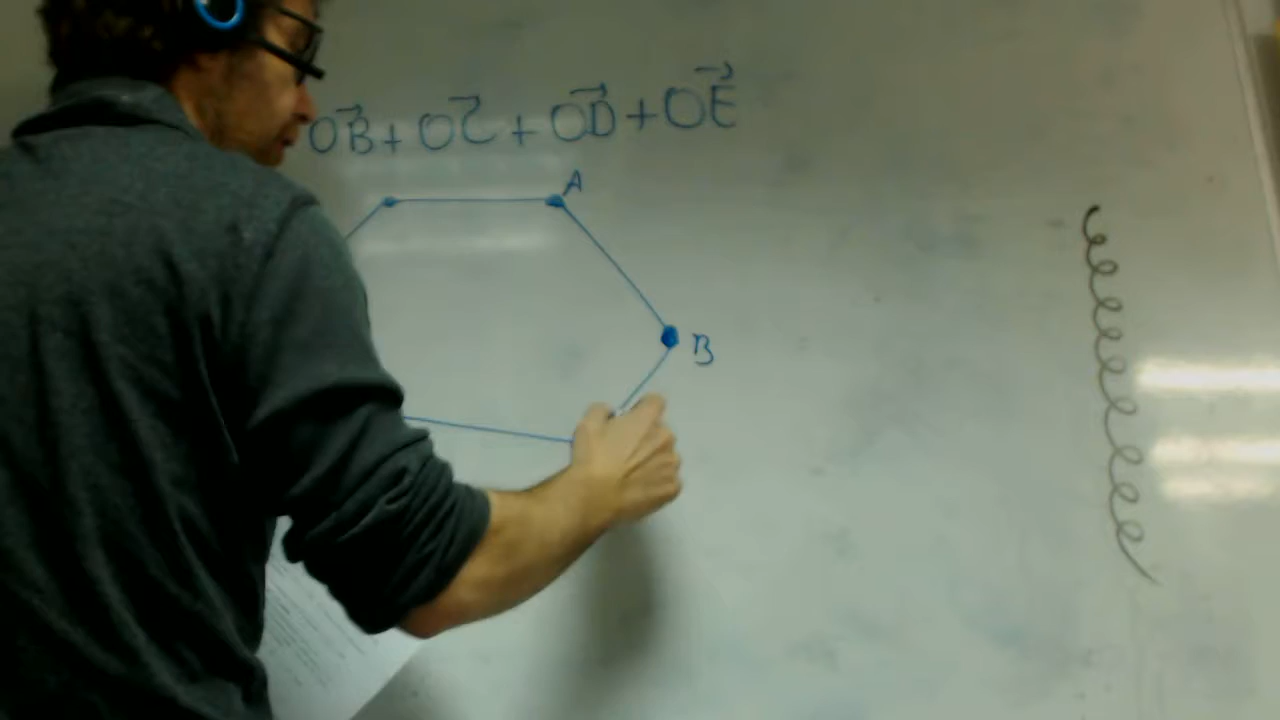 OB⃗ + OC⃗ + OD⃗ + OE⃗
A
B